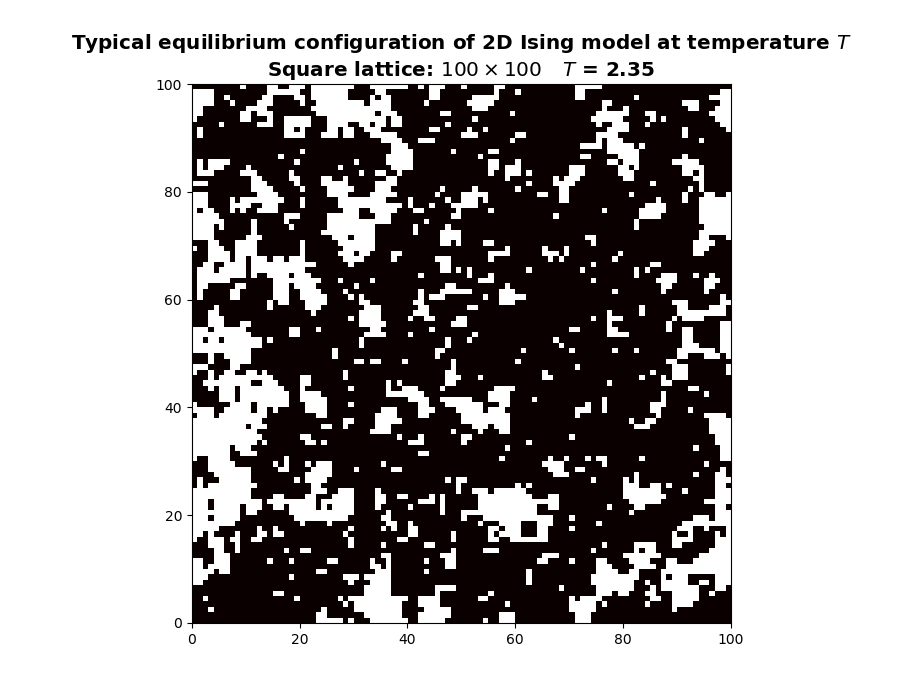 Typical equilibrium configuration of 2D Ising model at temperature T
Square lattice: 100 × 100 T = 2.35
100
80
60
40
20
0
0 20 40 60 80 100